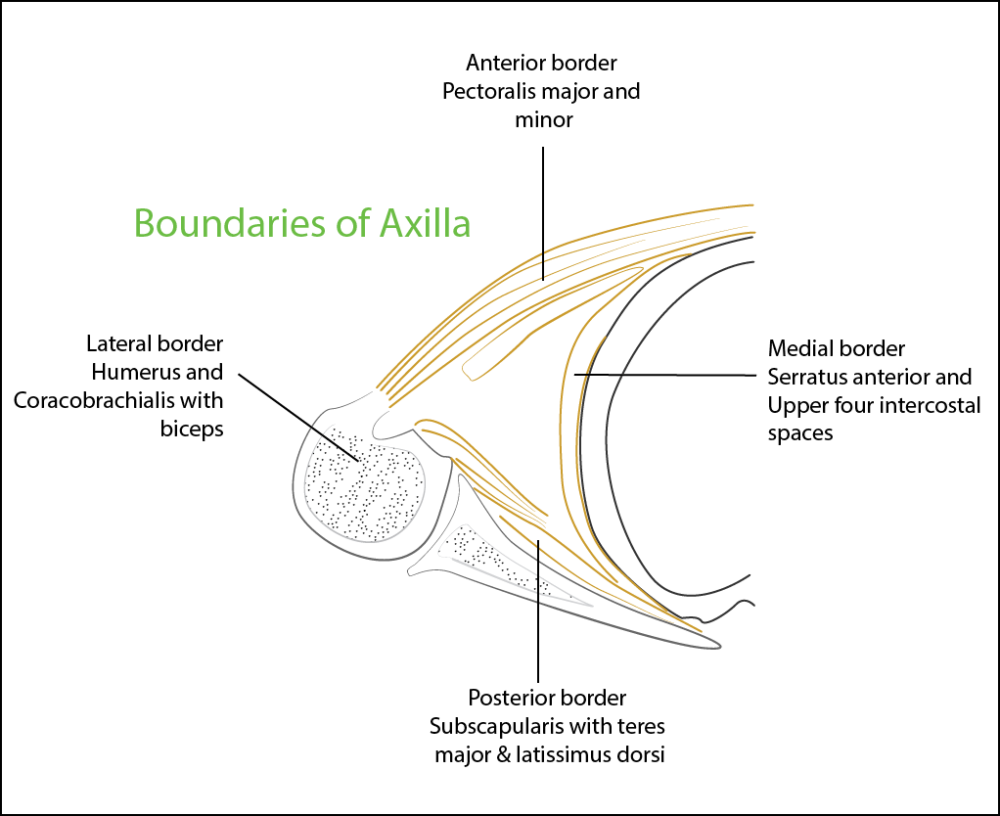 Anterior border
Pectoralis major and
minor
Boundaries of Axilla
Lateral border
Humerus and
Coracobrachialis with
biceps
Medial border
Serratus anterior and
Upper four intercostal
spaces
Posterior border
Subscapularis with teres
major & latissimus dorsi